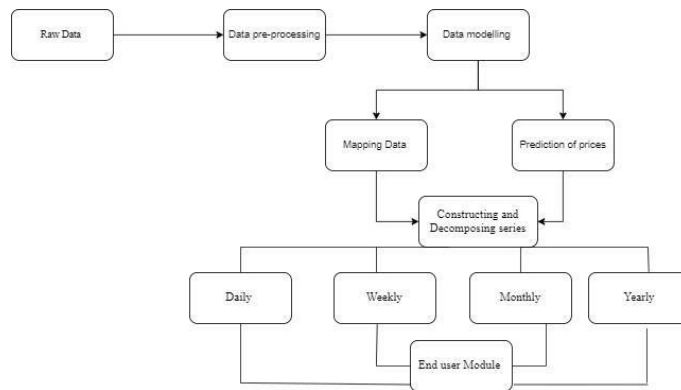 Raw Data
Data pre-processing
Data modelling
Mapping Data
Prediction of prices
Constructing and
Decomposing series
Daily
Weekly
Monthly
Yearly
End user Module